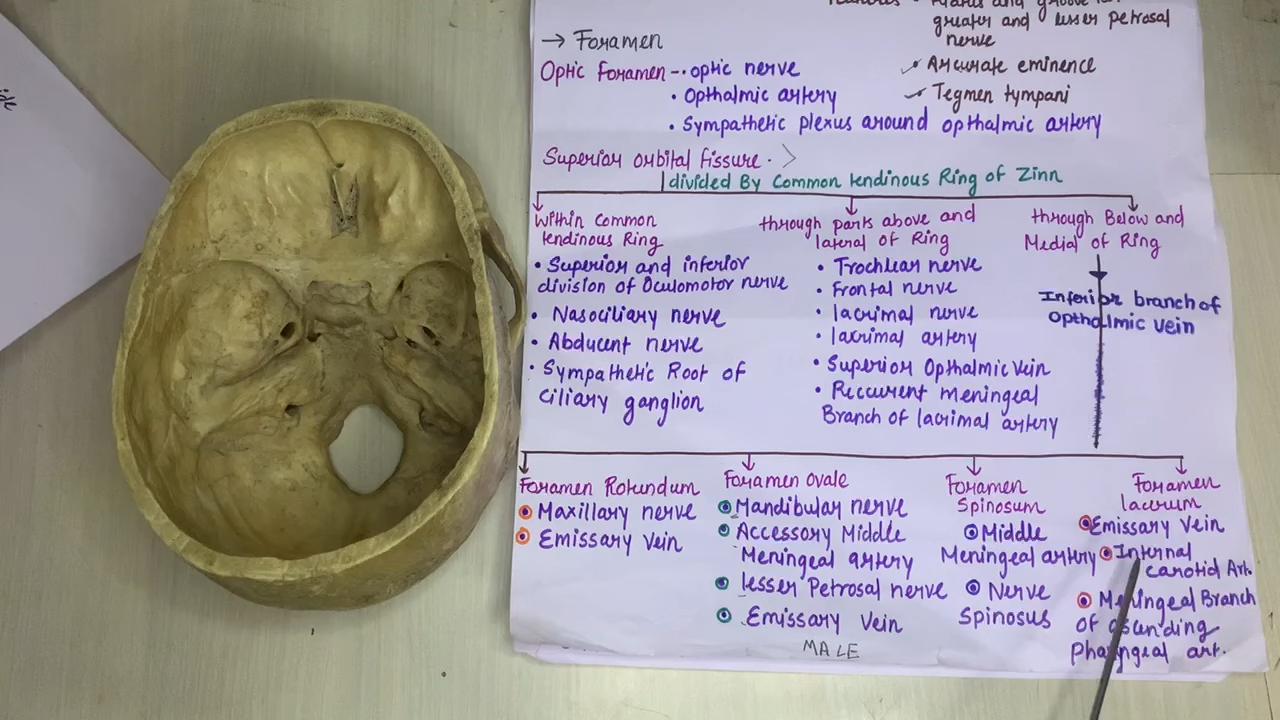 greater and lesser petrosal
nerve
→ Foramen
Optic Foramen -• optic nerve
• Opthalmic artery
• Sympathetic plexus around opthalmic artery
✓ Arcurate eminence
✓ Tegmen tympani
Superior orbital fissure •
divided By Common tendinous Ring of Zinn
within Common
tendinous Ring
• Superior and inferior
division of Oculomotor nerve
• Nasociliary nerve
• Abducent nerve
• Sympathetic Root of
ciliary ganglion
through parts above and
lateral of Ring
• Trochlear nerve
• Frontal nerve
• lacrimal nerve
• lacrimal artery
• Superior Opthalmic vein
• Reccurent meningeal
Branch of lacrimal artery
through Below and
Medial of Ring
Inferior branch of
Opthalmic vein
Foramen Rotundum
Maxillary nerve
Emissary vein
Foramen Ovale
Mandibular nerve
Accessory Middle
Meningeal artery
lesser Petrosal nerve
Emissary Vein
Foramen
Spinosum
Middle
Meningeal artery
Nerve
Spinosus
Foramen
lacrum
Emissary vein
Internal
carotid Art.
Meningeal Branch
of
Pharyngeal art.
MALE